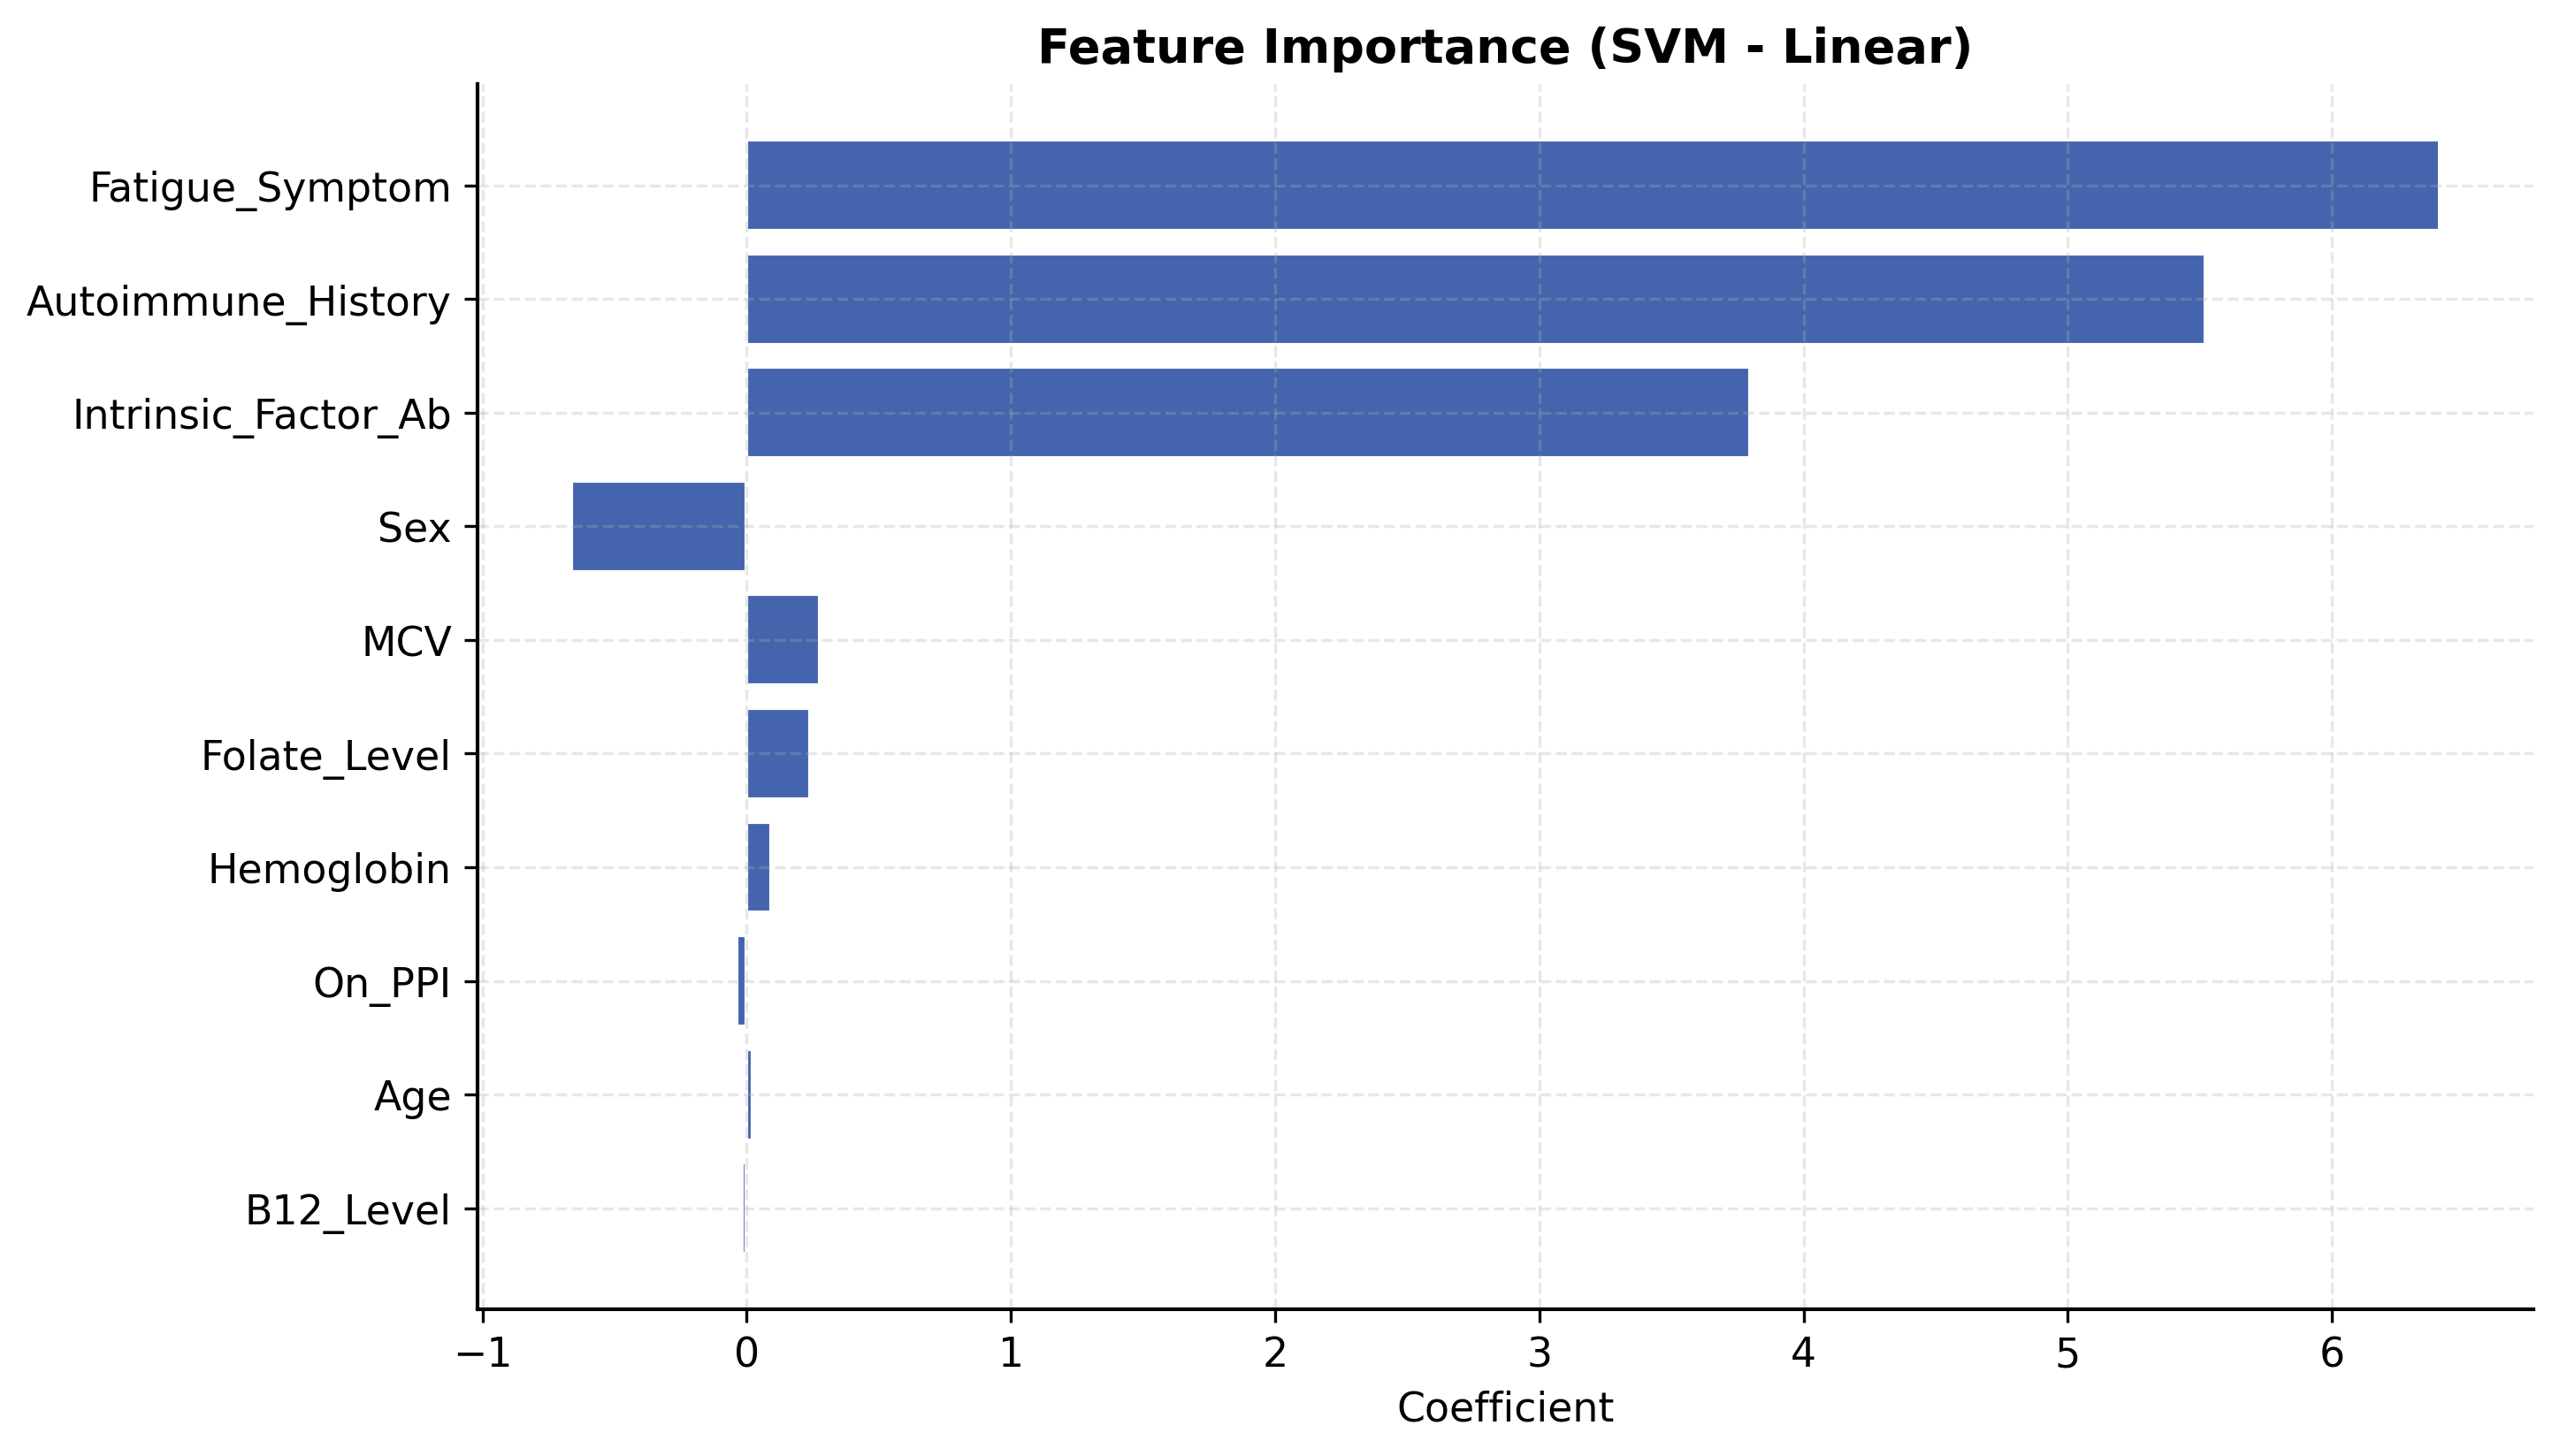 Feature Importance (SVM - Linear)
Fatigue_Symptom
Autoimmune_History
Intrinsic_Factor_Ab
Sex
MCV
Folate_Level
Hemoglobin
On_PPI
Age
B12_Level
−1 0 1 2 3 4 5 6
Coefficient